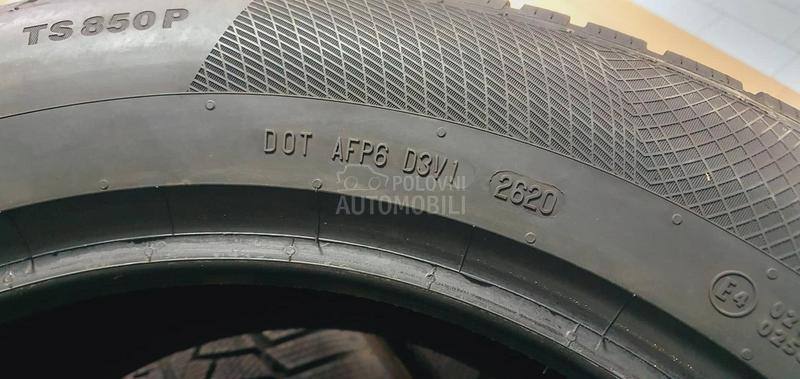 TS850P
DOT AFP6 D3V1 2620
POLOVNI
AUTOMOBILI
E4